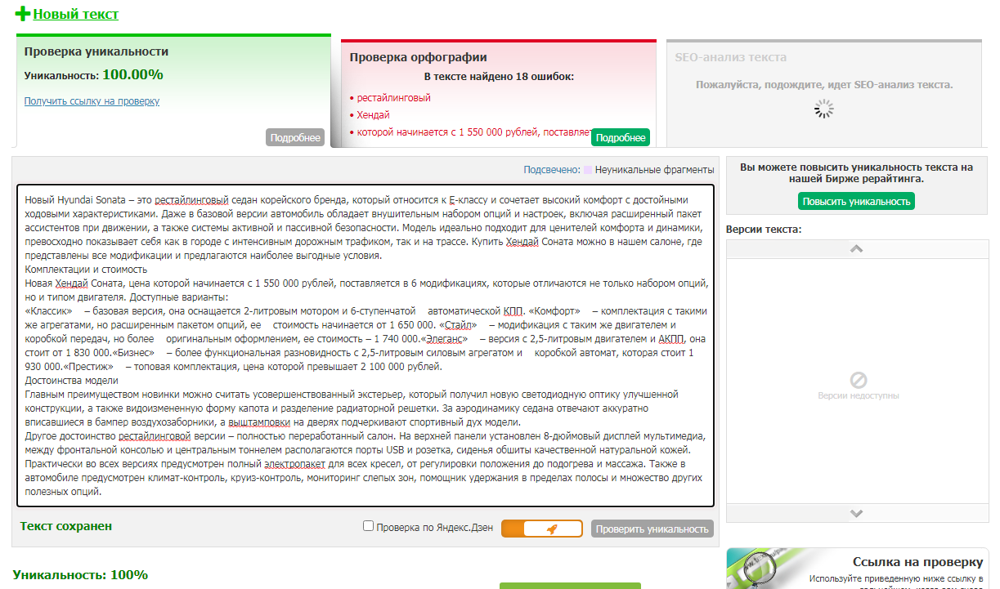 Новый текст
Проверка уникальности
Уникальность: 100.00%
Получить ссылку на проверку
Подробнее
Проверка орфографии
В тексте найдено 18 ошибок:
• рестайлинговый
• Хендай
• которой начинается с 1 550 000 рублей, поставляет
Подробнее
SEO-анализ текста
Пожалуйста, подождите, идет SEO-анализ текста.
Подсвечено: Неуникальные фрагменты
Новый Hyundai Sonata – это рестайлинговый седан корейского бренда, который относится к Е-классу и сочетает высокий комфорт с достойными
ходовыми характеристиками. Даже в базовой версии автомобиль обладает внушительным набором опций и настроек, включая расширенный пакет
ассистентов при движении, а также системы активной и пассивной безопасности. Модель идеально подходит для ценителей комфорта и динамики,
превосходно показывает себя как в городе с интенсивным дорожным трафиком, так и на трассе. Купить Хендай Соната можно в нашем салоне, где
представлены все модификации и предлагаются наиболее выгодные условия.
Комплектации и стоимость
Новая Хендай Соната, цена которой начинается с 1 550 000 рублей, поставляется в 6 модификациях, которые отличаются не только набором опций,
но и типом двигателя. Доступные варианты:
«Классик» – базовая версия, она оснащается 2-литровым мотором и 6-ступенчатой автоматической КПП. «Комфорт» – комплектация с такими
же агрегатами, но расширенным пакетом опций, ее стоимость начинается от 1 650 000. «Стайл» – модификация с таким же двигателем и
коробкой передач, но более оригинальным оформлением, ее стоимость – 1 740 000.«Элеганс» – версия с 2,5-литровым двигателем и АКПП, она
стоит от 1 830 000.«Бизнес» – более функциональная разновидность с 2,5-литровым силовым агрегатом и коробкой автомат, которая стоит 1
930 000.«Престиж» – топовая комплектация, цена которой превышает 2 100 000 рублей.
Достоинства модели
Главным преимуществом новинки можно считать усовершенствованный экстерьер, который получил новую светодиодную оптику улучшенной
конструкции, а также видоизмененную форму капота и разделение радиаторной решетки. За аэродинамику седана отвечают аккуратно
вписавшиеся в бампер воздухозаборники, а выштамповки на дверях подчеркивают спортивный дух модели.
Другое достоинство рестайлинговой версии – полностью переработанный салон. На верхней панели установлен 8-дюймовый дисплей мультимедиа,
между фронтальной консолью и центральным тоннелем располагаются порты USB и розетка, сиденья обшиты качественной натуральной кожей.
Практически во всех версиях предусмотрен полный электропакет для всех кресел, от регулировки положения до подогрева и массажа. Также в
автомобиле предусмотрен климат-контроль, круиз-контроль, мониторинг слепых зон, помощник удержания в пределах полосы и множество других
полезных опций.
Текст сохранен
Проверка по Яндекс.Дзен
Проверить уникальность
Уникальность: 100%
Вы можете повысить уникальность текста на
нашей Бирже рерайтинга.
Повысить уникальность
Версии текста:
Версии недоступны
Ссылка на проверку
Используйте приведенную ниже ссылку в